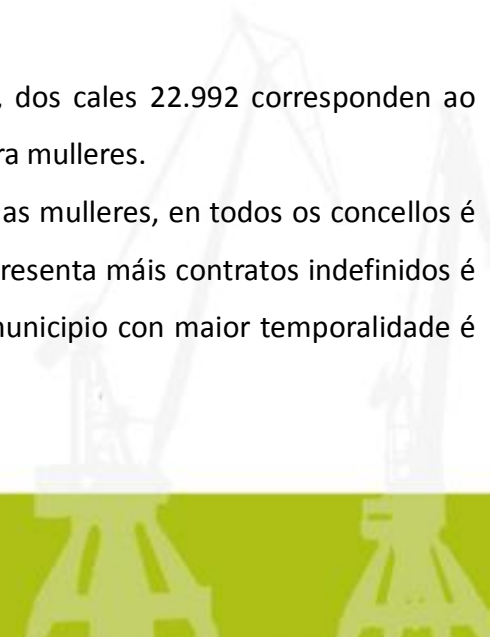 , dos cales 22.992 corresponden ao
ra mulleres.
as mulleres, en todos os concellos é
resenta máis contratos indefinidos é
nunicipio con maior temporalidade é